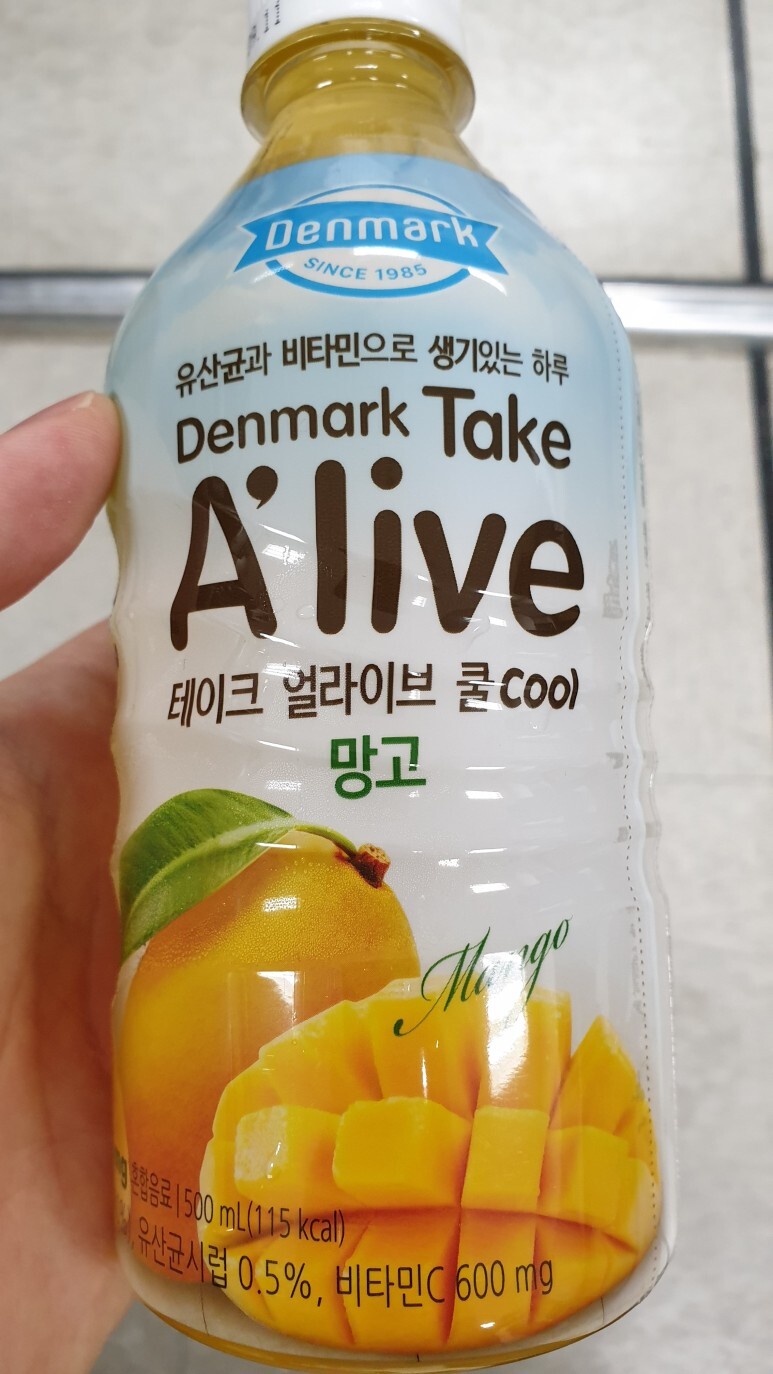 Denmark
SINCE 1985
유산균과 비타민으로 생기있는 하루
Denmark Take
A'live
테이크 얼라이브 쿨 cool
망고
Mango
혼합음료 | 500 mL(115 kcal)
유산균시럽 0.5%, 비타민C 600 mg